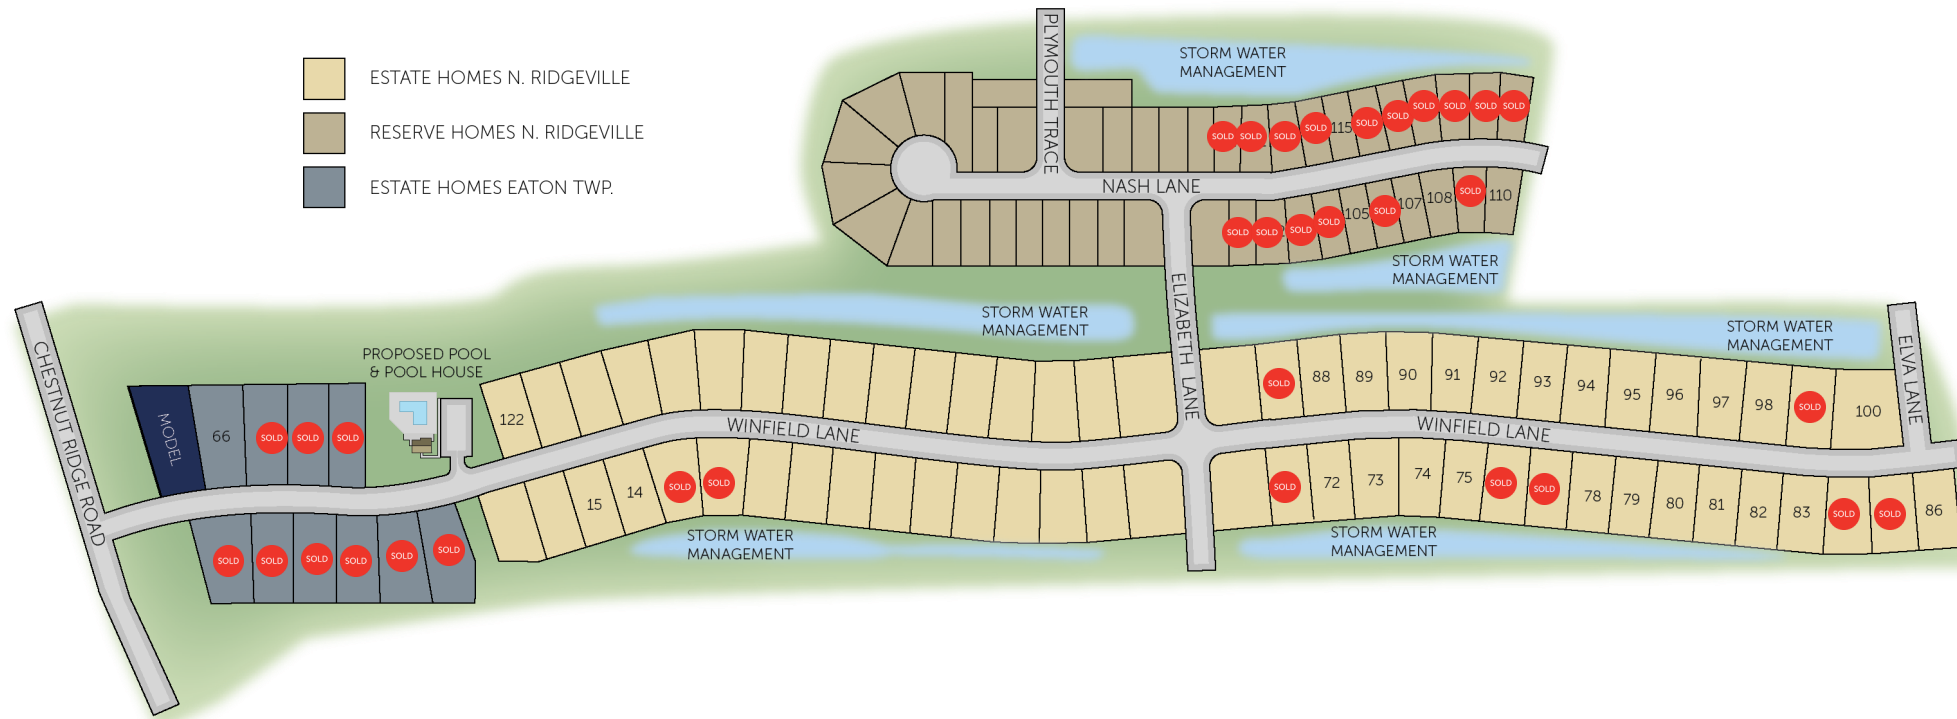 PLYMOUTH TRACE
STORM WATER
MANAGEMENT
ESTATE HOMES N. RIDGEVILLE
RESERVE HOMES N. RIDGEVILLE
ESTATE HOMES EATON TWP.
SOLD
SOLD
SOLD
SOLD
115
SOLD
SOLD
SOLD
SOLD
SOLD
SOLD
NASH LANE
SOLD
SOLD
SOLD
SOLD
105
SOLD
107
108
SOLD
110
STORM WATER
MANAGEMENT
ELIZABETH LANE
STORM WATER
MANAGEMENT
STORM WATER
MANAGEMENT
CHESTNUT RIDGE ROAD
PROPOSED POOL
& POOL HOUSE
ELVA LANE
MODEL
66
SOLD
SOLD
SOLD
122
SOLD
88
89
90
91
92
93
94
95
96
97
98
SOLD
100
WINFIELD LANE
WINFIELD LANE
15
14
SOLD
SOLD
SOLD
72
73
74
75
SOLD
SOLD
78
79
80
81
82
83
SOLD
SOLD
86
SOLD
SOLD
SOLD
SOLD
SOLD
SOLD
STORM WATER
MANAGEMENT
STORM WATER
MANAGEMENT